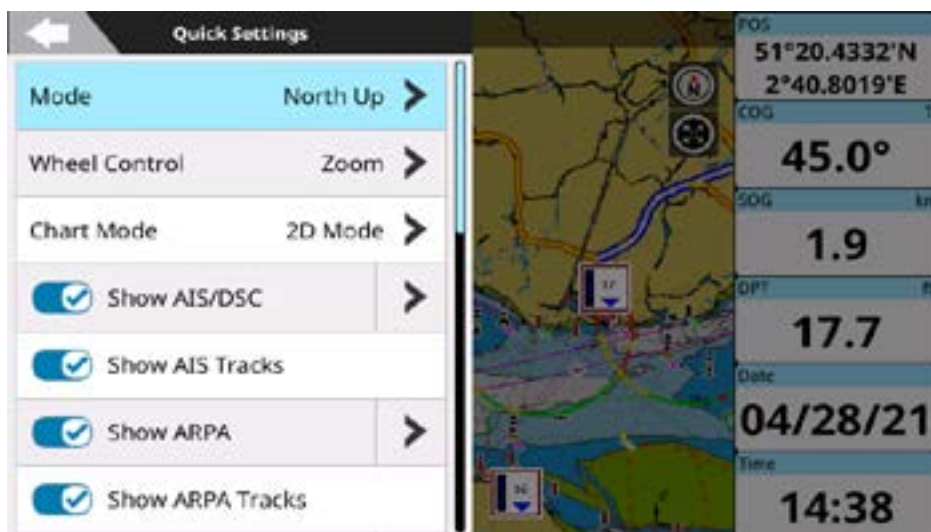 Quick Settings
Mode North Up
Wheel Control Zoom
Chart Mode 2D Mode
Show AIS/DSC
Show AIS Tracks
Show ARPA
Show ARPA Tracks
N
POS
51°20.4332'N
2°40.8019'E
COG T
45.0°
SOG
1.9
DPT
17.7
Date
04/28/21
Time
14:38